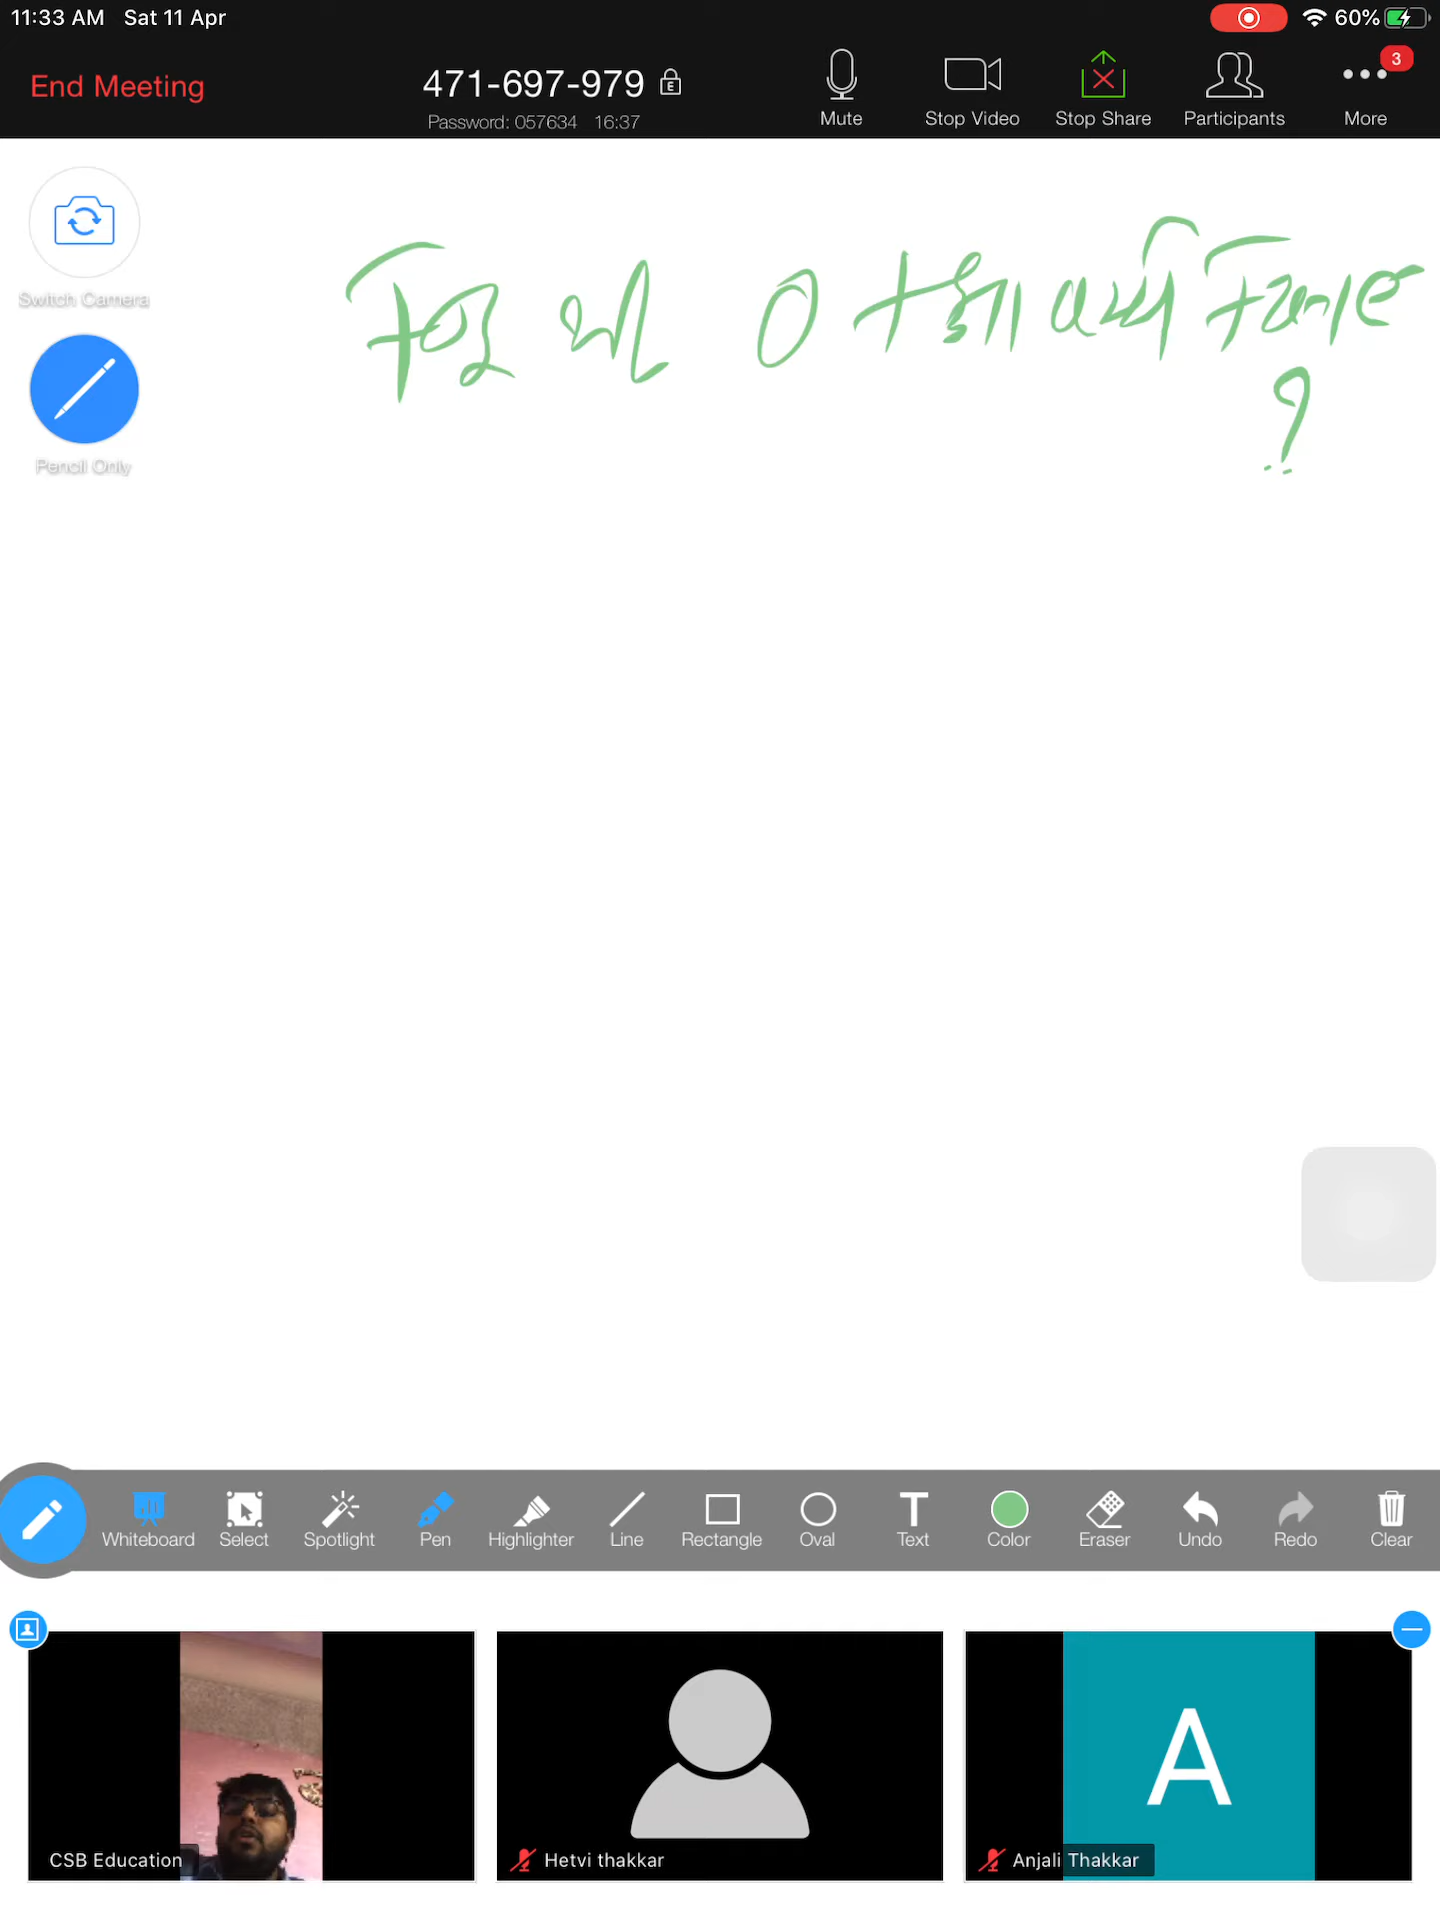 11:33 AM Sat 11 Apr 60%
End Meeting
471-697-979
Password: 057634 16:37
Mute
Stop Video
Stop Share
Participants
3
More
Switch Camera
Pencil Only
0
?
Whiteboard
Select
Spotlight
Pen
Highlighter
Line
Rectangle
Oval
T
Text
Color
Eraser
Undo
Redo
Clear
CSB Education
Hetvi thakkar
A
Anjali Thakkar